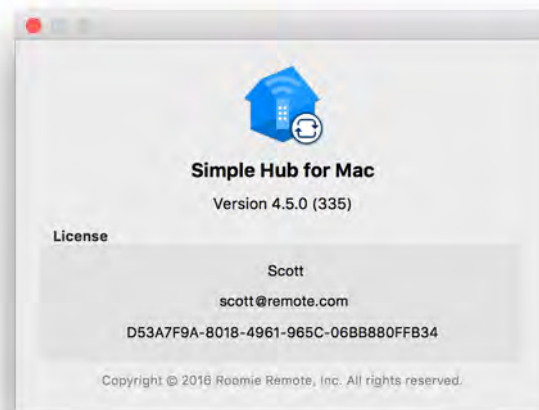 Simple Hub for Mac
Version 4.5.0 (335)
License
Scott
scott@remote.com
D53A7F9A-8018-4961-965C-06BB880FFB34
Copyright © 2016 Roomie Remote, Inc. All rights reserved.